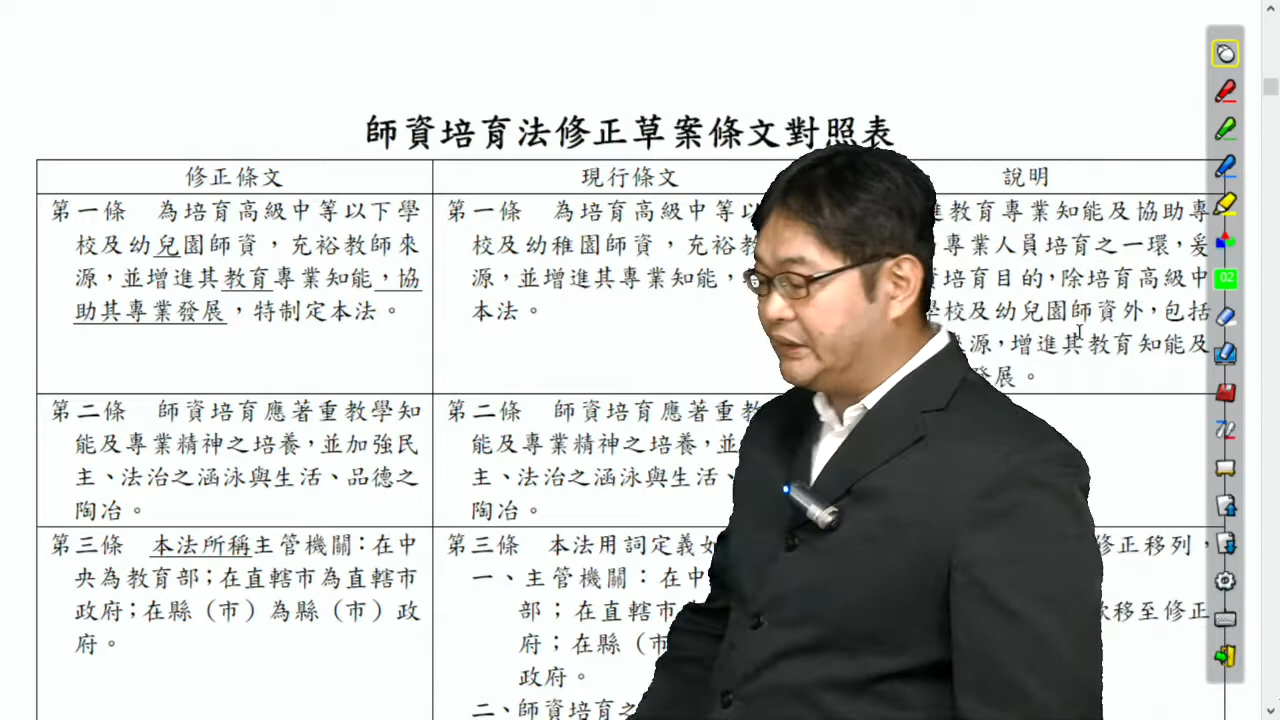 師資培育法修正草案條文對照表
修正條文
現行條文
說明
第一條　為培育高級中等以下學
校及幼兒園師資，充裕教師來
源，並增進其教育專業知能，協
助其專業發展，特制定本法。
第一條　為培育高級中等以
校及幼稚園師資，充裕教
源，並增進其專業知能，
本法。
進教育專業知能及協助專
專業人員培育之一環，爰
培育目的，除培育高級中
學校及幼兒園師資外，包括
源，增進其教育知能及
發展。
第二條　師資培育應著重教學知
能及專業精神之培養，並加強民
主、法治之涵泳與生活、品德之
陶冶。
第二條　師資培育應著重教
能及專業精神之培養，並
主、法治之涵泳與生活、
陶冶。
第三條　本法所稱主管機關：在中
央為教育部；在直轄市為直轄市
政府；在縣（市）為縣（市）政
府。
第三條　本法用詞定義如
一、主管機關：在中
部；在直轄市
府；在縣（市
政府。
二、師資培育之
修正移列，
款移至修正
02